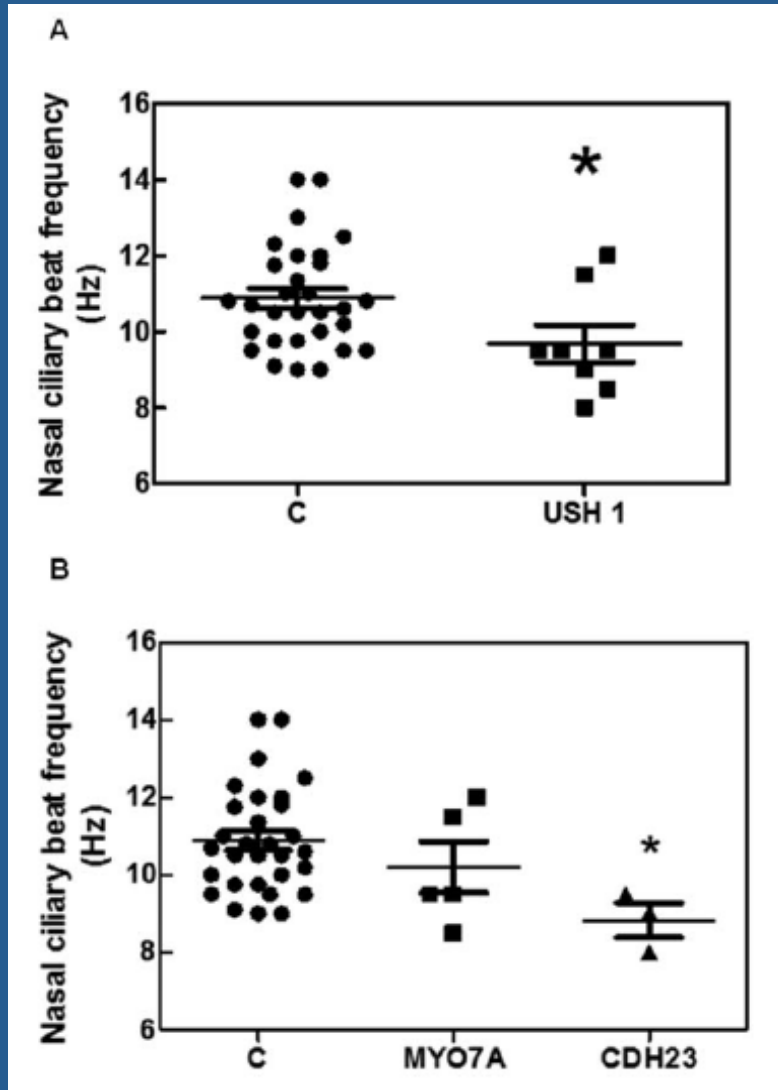 A
Nasal ciliary beat frequency
(Hz)
16
14
12
10
8
6
*
C
USH 1
B
Nasal ciliary beat frequency
(Hz)
16
14
12
10
8
6
*
C
MYO7A
CDH23